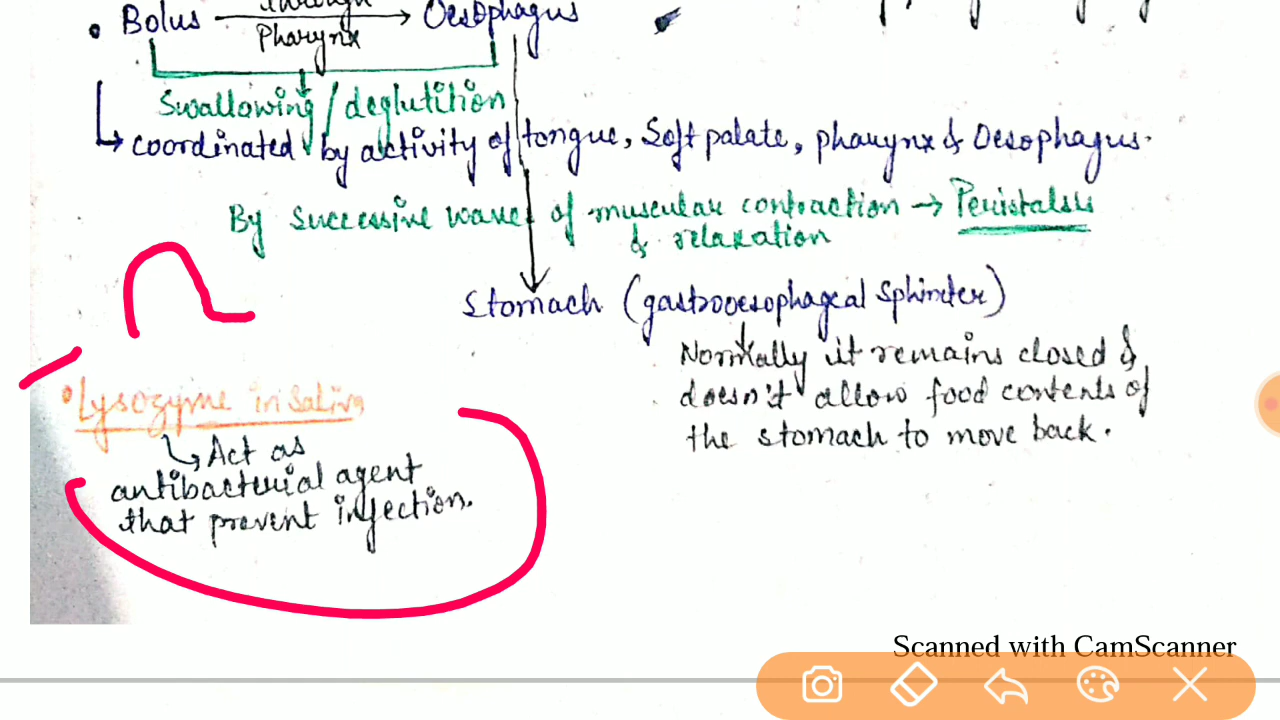 through
• Bolus → Oesophagus
Pharynx
Swallowing / deglutition
↳ coordinated by activity of tongue, Soft palate, pharynx & Oesophagus.
By successive waves of muscular contraction → Peristalsis
& relaxation
Stomach (gastrooesophageal Sphincter)
Normally it remains closed &
doesn't allow food contents of
the stomach to move back.
• Lysozyme in Saliva
↳ Act as
antibacterial agent
that prevent infection.
Scanned with CamScanner